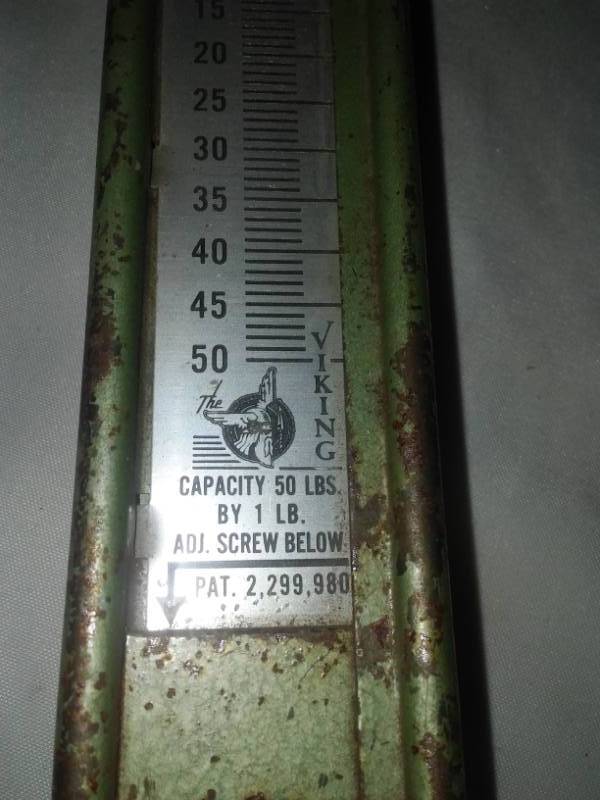 15
20
25
30
35
40
45
50
The
VIKING
CAPACITY 50 LBS.
BY 1 LB.
ADJ. SCREW BELOW
PAT. 2,299,980